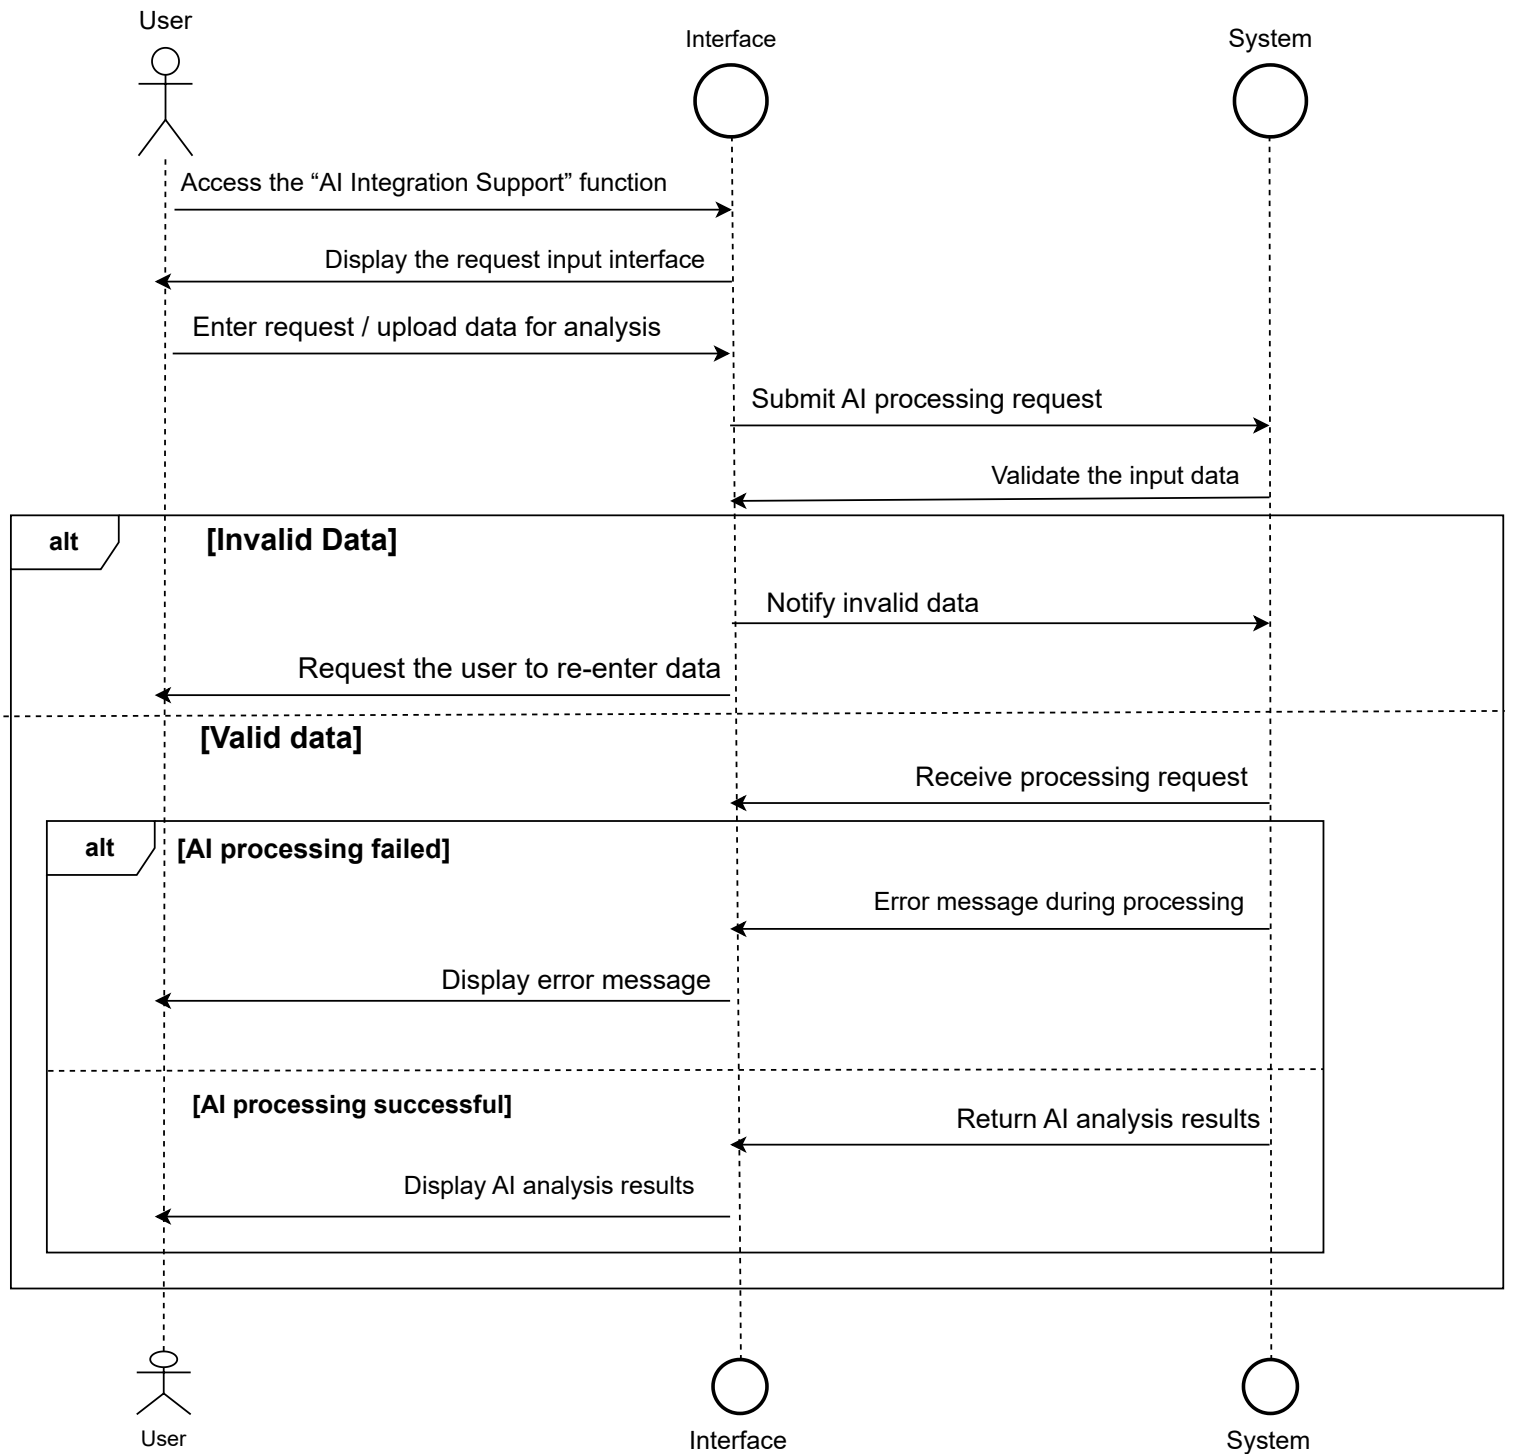 User
Interface
System
Access the “AI Integration Support” function
Display the request input interface
Enter request / upload data for analysis
Submit AI processing request
Validate the input data
alt
[Invalid Data]
Notify invalid data
Request the user to re-enter data
[Valid data]
Receive processing request
alt
[AI processing failed]
Error message during processing
Display error message
[AI processing successful]
Return AI analysis results
Display AI analysis results
User
Interface
System